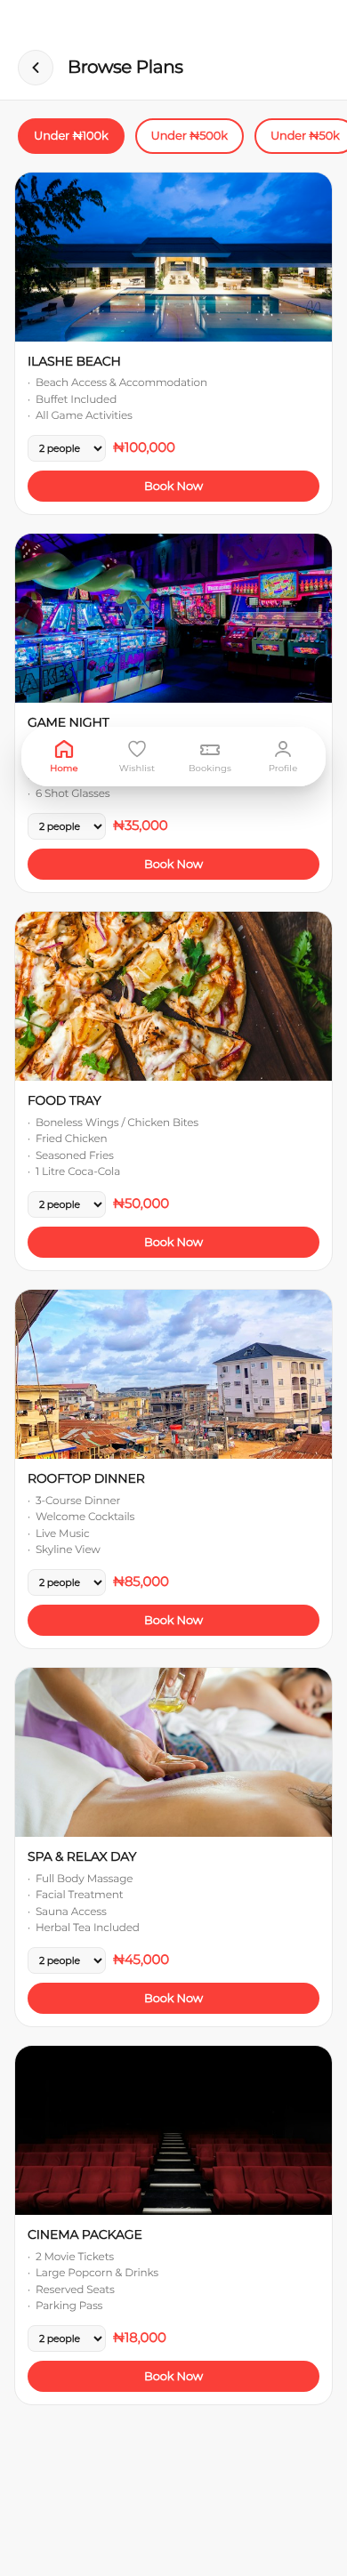 Browse Plans
Under ₦100k
Under ₦500k
Under ₦50k
ILASHE BEACH
· Beach Access & Accommodation
· Buffet Included
· All Game Activities
2 people
₦100,000
Book Now
GAME NIGHT
Home
Wishlist
Bookings
Profile
· 6 Shot Glasses
2 people
₦35,000
Book Now
FOOD TRAY
· Boneless Wings / Chicken Bites
· Fried Chicken
· Seasoned Fries
· 1 Litre Coca-Cola
2 people
₦50,000
Book Now
ROOFTOP DINNER
· 3-Course Dinner
· Welcome Cocktails
· Live Music
· Skyline View
2 people
₦85,000
Book Now
SPA & RELAX DAY
· Full Body Massage
· Facial Treatment
· Sauna Access
· Herbal Tea Included
2 people
₦45,000
Book Now
CINEMA PACKAGE
· 2 Movie Tickets
· Large Popcorn & Drinks
· Reserved Seats
· Parking Pass
2 people
₦18,000
Book Now